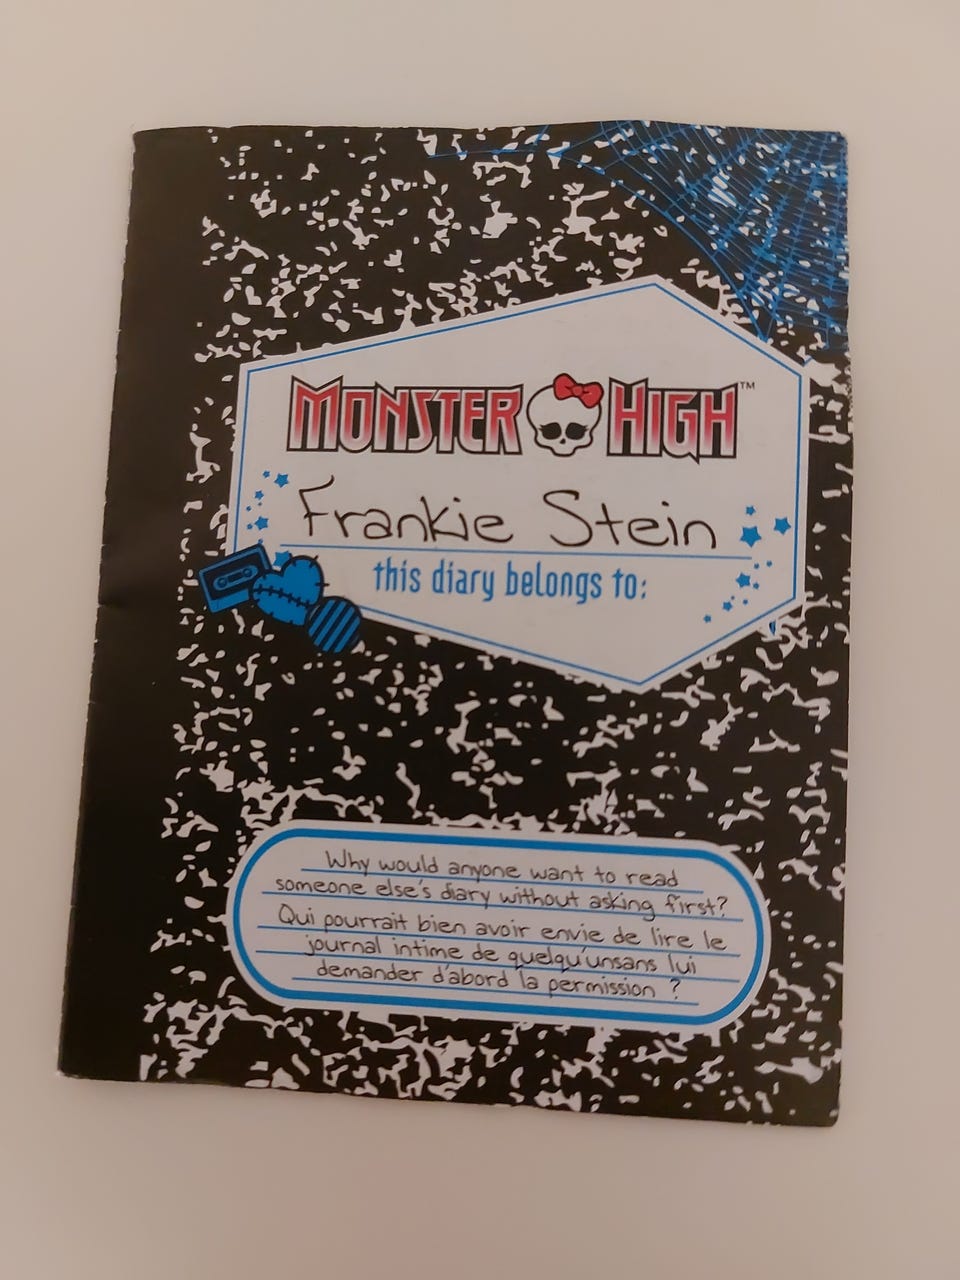 MONSTER HIGH™
Frankie Stein
this diary belongs to:
Why would anyone want to read
someone else's diary without asking first?
Qui pourrait bien avoir envie de lire le
journal intime de quelqu'unsans lui
demander d'abord la permission ?